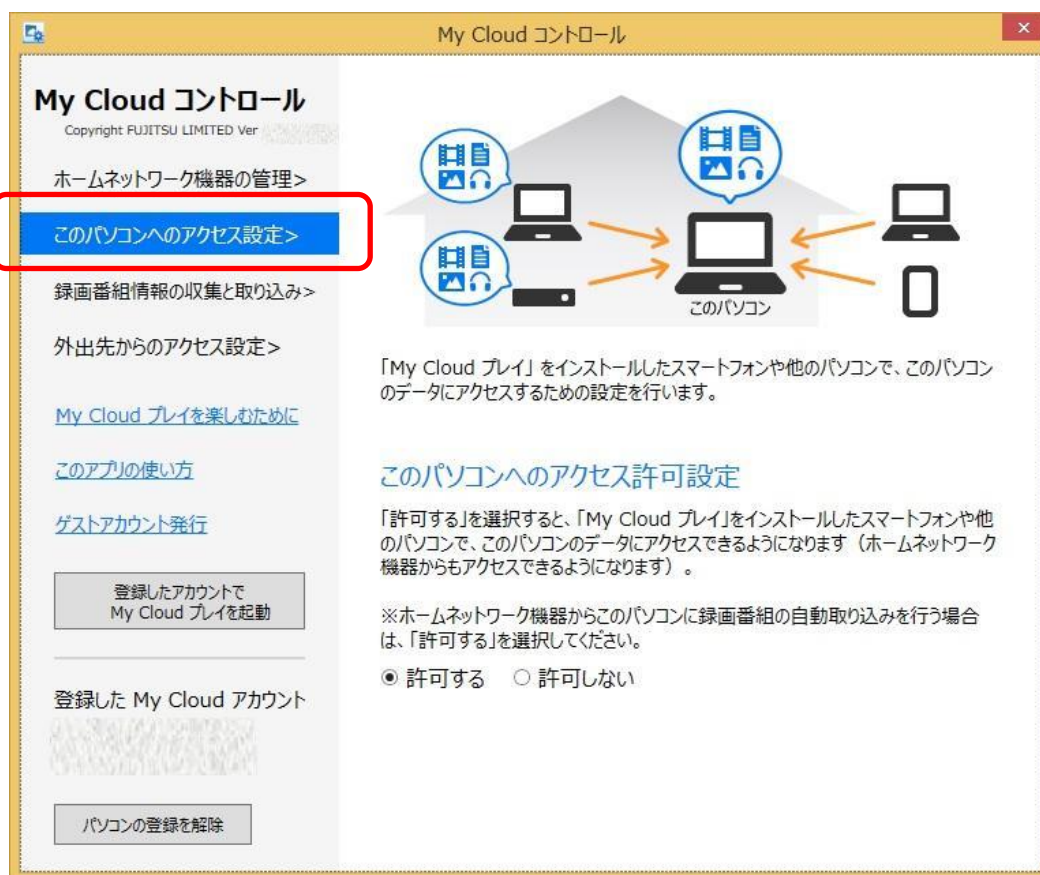 My Cloud コントロール
My Cloud コントロール
Copyright FUJITSU LIMITED Ver
ホームネットワーク機器の管理>
このパソコンへのアクセス設定>
録画番組情報の収集と取り込み>
外出先からのアクセス設定>
My Cloud プレイを楽しむために
このアプリの使い方
ゲストアカウント発行
登録したアカウントで
My Cloud プレイを起動
登録した My Cloud アカウント
パソコンの登録を解除
このパソコン
「My Cloud プレイ」をインストールしたスマートフォンや他のパソコンで、このパソコン
のデータにアクセスするための設定を行います。
このパソコンへのアクセス許可設定
「許可する」を選択すると、「My Cloud プレイ」をインストールしたスマートフォンや他
のパソコンで、このパソコンのデータにアクセスできるようになります（ホームネットワーク
機器からもアクセスできるようになります）。
※ホームネットワーク機器からこのパソコンに録画番組の自動取り込みを行う場合
は、「許可する」を選択してください。
許可する 許可しない